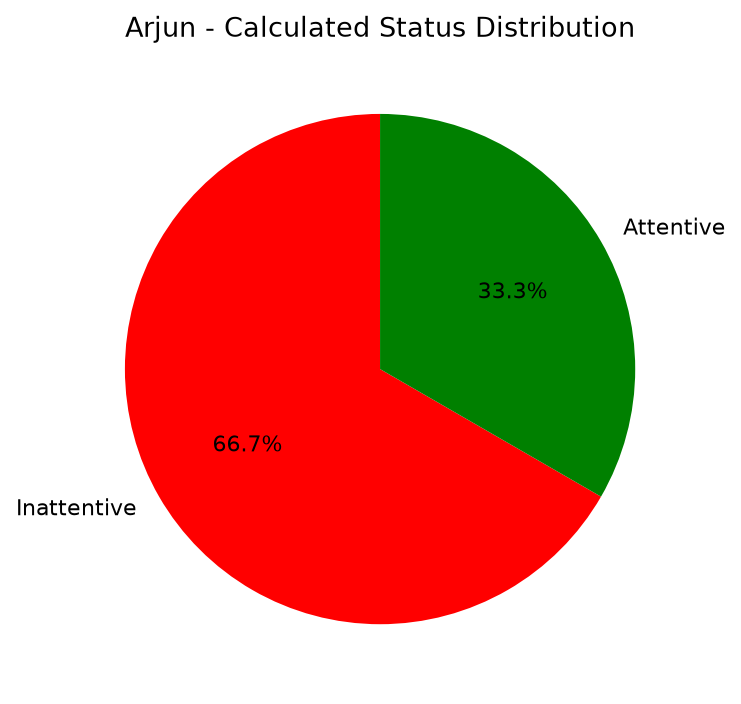 Arjun - Calculated Status Distribution
Attentive
33.3%
66.7%
Inattentive